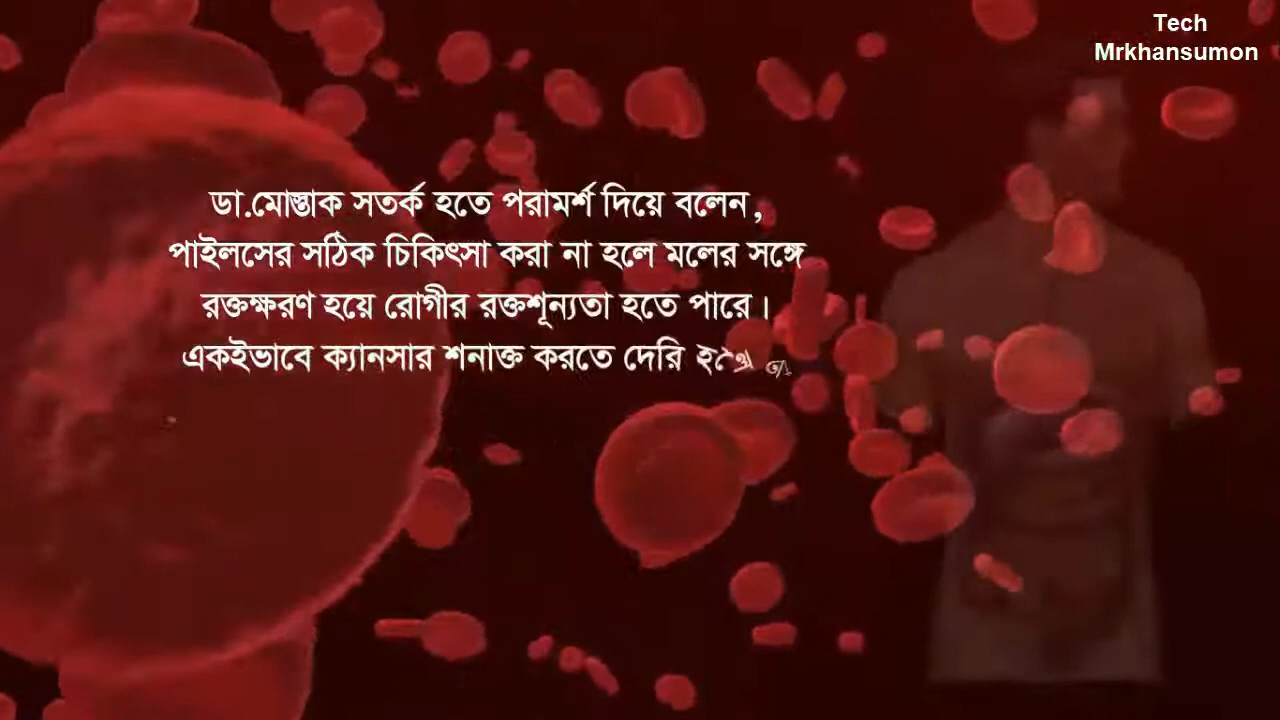 Tech
Mrkhansumon
ডা.মোস্তাক সতর্ক হতে পরামর্শ দিয়ে বলেন,
পাইলসের সঠিক চিকিৎসা করা না হলে মলের সঙ্গে
রক্তক্ষরণ হয়ে রোগীর রক্তশূন্যতা হতে পারে।
একইভাবে ক্যানসার শনাক্ত করতে দেরি